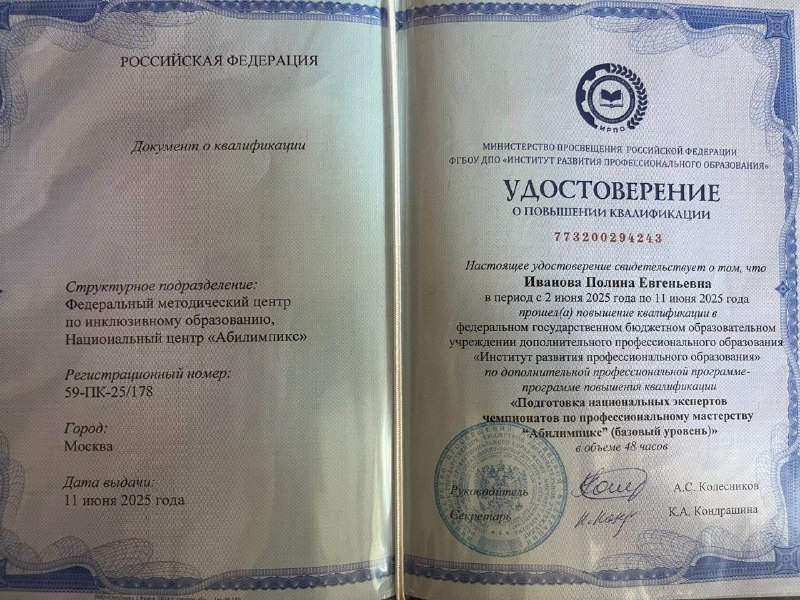 РОССИЙСКАЯ ФЕДЕРАЦИЯ
Документ о квалификации
Структурное подразделение:
Федеральный методический центр
по инклюзивному образованию,
Национальный центр «Абилимпикс»
Регистрационный номер:
59-ПК-25/178
Город:
Москва
Дата выдачи:
11 июня 2025 года
ИРПО
МИНИСТЕРСТВО ПРОСВЕЩЕНИЯ РОССИЙСКОЙ ФЕДЕРАЦИИ
ФГБОУ ДПО «ИНСТИТУТ РАЗВИТИЯ ПРОФЕССИОНАЛЬНОГО ОБРАЗОВАНИЯ»
УДОСТОВЕРЕНИЕ
О ПОВЫШЕНИИ КВАЛИФИКАЦИИ
773200294243
Настоящее удостоверение свидетельствует о том, что
Иванова Полина Евгеньевна
в период с 2 июня 2025 года по 11 июня 2025 года
прошел(а) повышение квалификации в
федеральном государственном бюджетном образовательном
учреждении дополнительного профессионального образования
«Институт развития профессионального образования»
по дополнительной профессиональной программе-
программе повышения квалификации
«Подготовка национальных экспертов
чемпионатов по профессиональному мастерству
“Абилимпикс” (базовый уровень)»
в объеме 48 часов
Руководитель А.С. Колесников
Секретарь К.А. Кондрашина